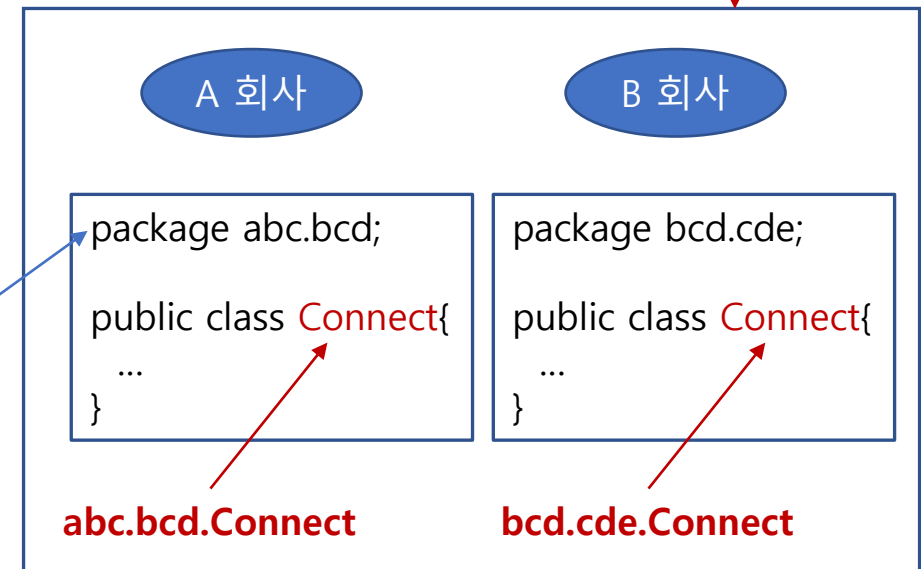 A 회사
B 회사
package abc.bcd;
public class Connect{
...
}
package bcd.cde;
public class Connect{
...
}
abc.bcd.Connect
bcd.cde.Connect